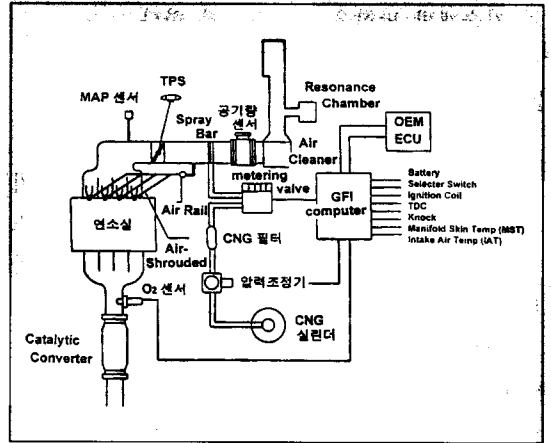 TPS
MAP 센서
공기량
센서
Spray
Bar
Resonance
Chamber
OEM
ECU
Air
Cleaner
metering
valve
GFI
computer
Battery
Selecter Switch
Ignition Coil
TDC
Knock
Manifold Skin Temp (MST)
Intake Air Temp (IAT)
Air Rail
연소실
Air-
Shrouded
CNG 필터
압력조정기
O2 센서
CNG
실린더
Catalytic
Converter